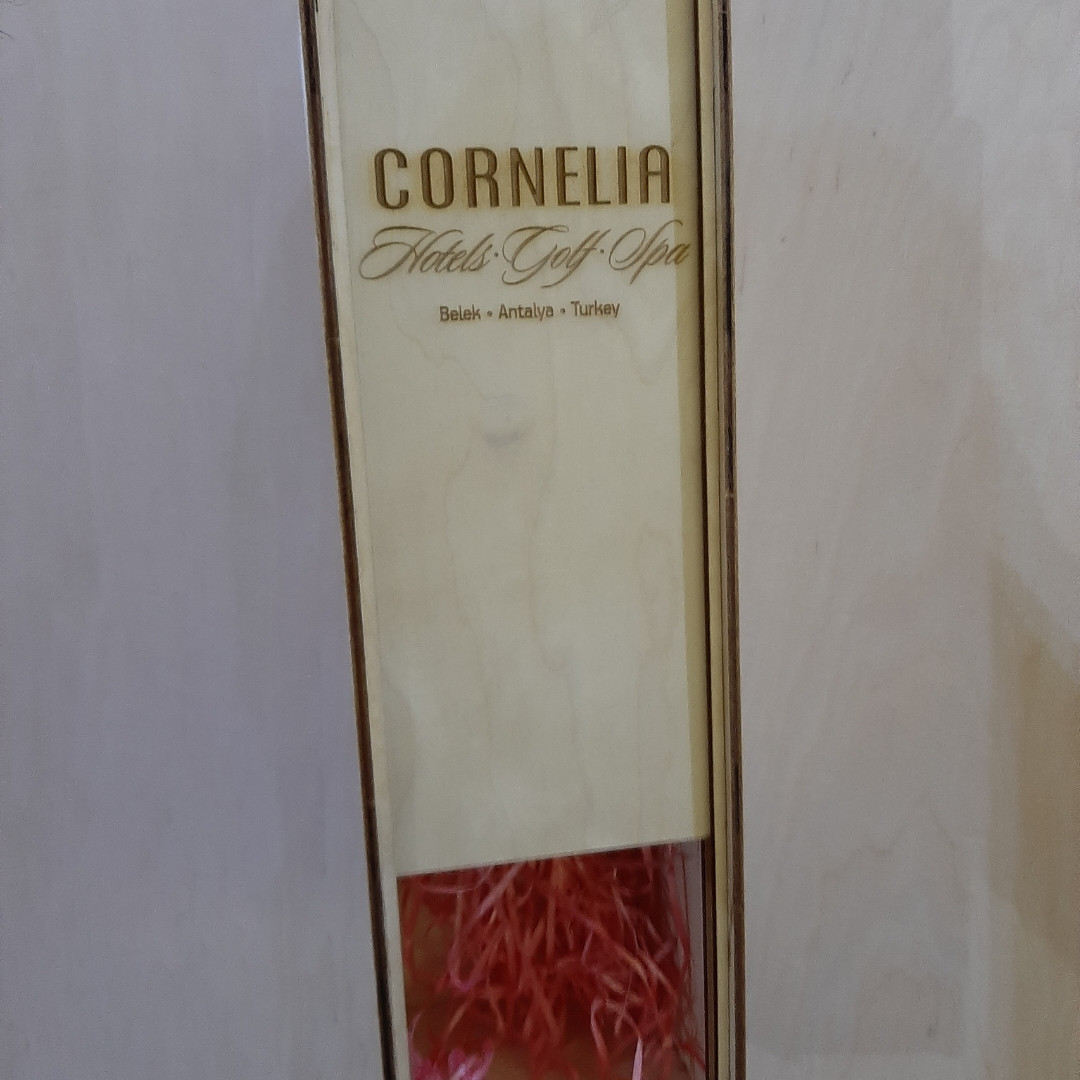 CORNELIA
Hotels·Golf·Spa
Belek • Antalya • Turkey